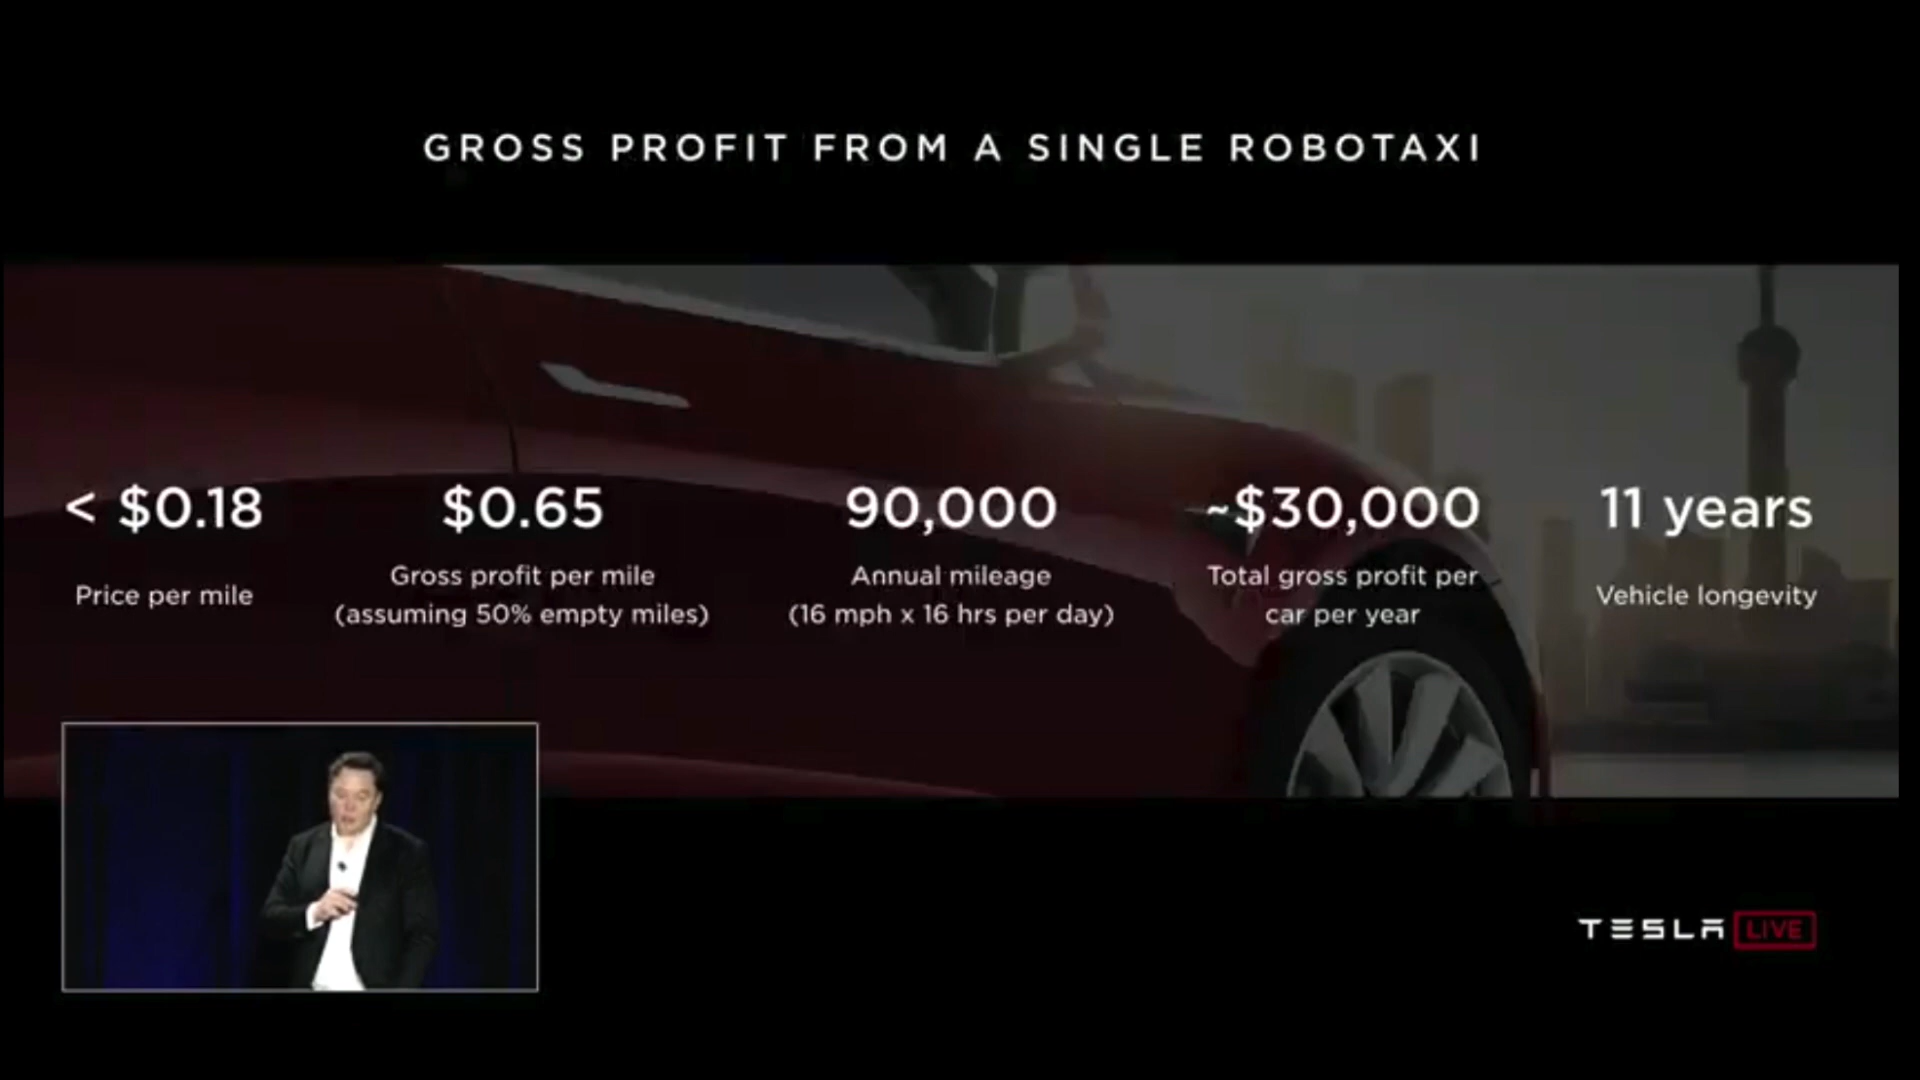 GROSS PROFIT FROM A SINGLE ROBOTAXI
< $0.18
Price per mile
$0.65
Gross profit per mile
(assuming 50% empty miles)
90,000
Annual mileage
(16 mph x 16 hrs per day)
~$30,000
Total gross profit per
car per year
11 years
Vehicle longevity
TESLA LIVE